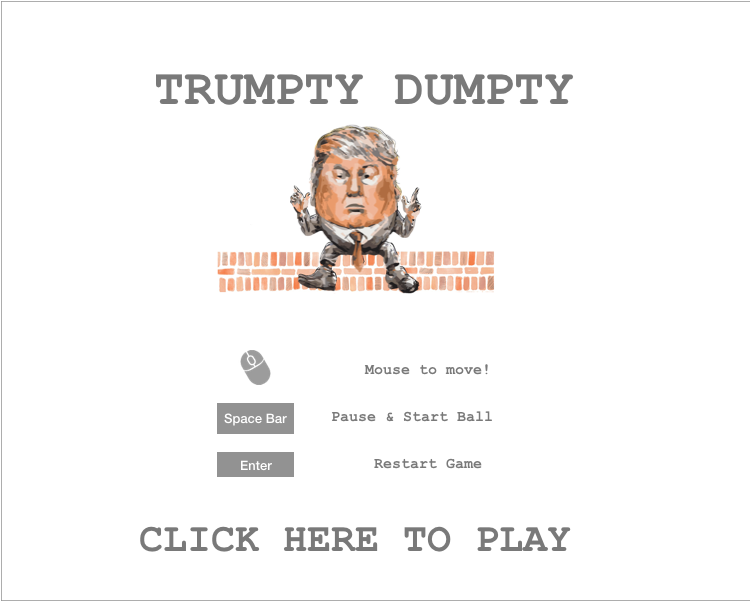 TRUMPTY DUMPTY
Mouse to move!
Space Bar Pause & Start Ball
Enter Restart Game
CLICK HERE TO PLAY